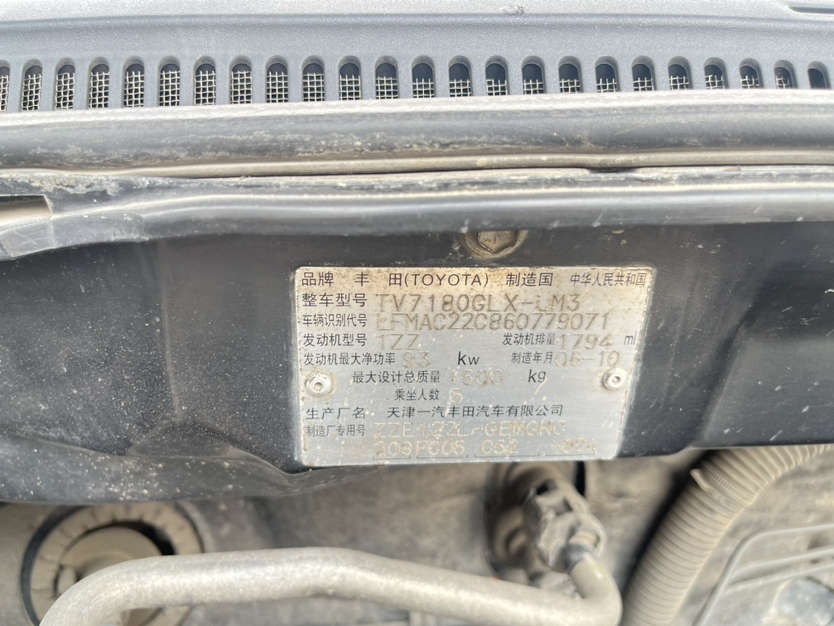 品牌 丰 田(TOYOTA) 制造国 中华人民共和国
整车型号 TV7180GLX-LM3
车辆识别代号 LFMAC22C860779071
发动机型号 1ZZ 发动机排量 1794 ml
发动机最大净功率 93 kw 制造年月 06-10
最大设计总质量 kg
乘坐人数 5
生产厂名 天津一汽丰田汽车有限公司
制造厂专用号